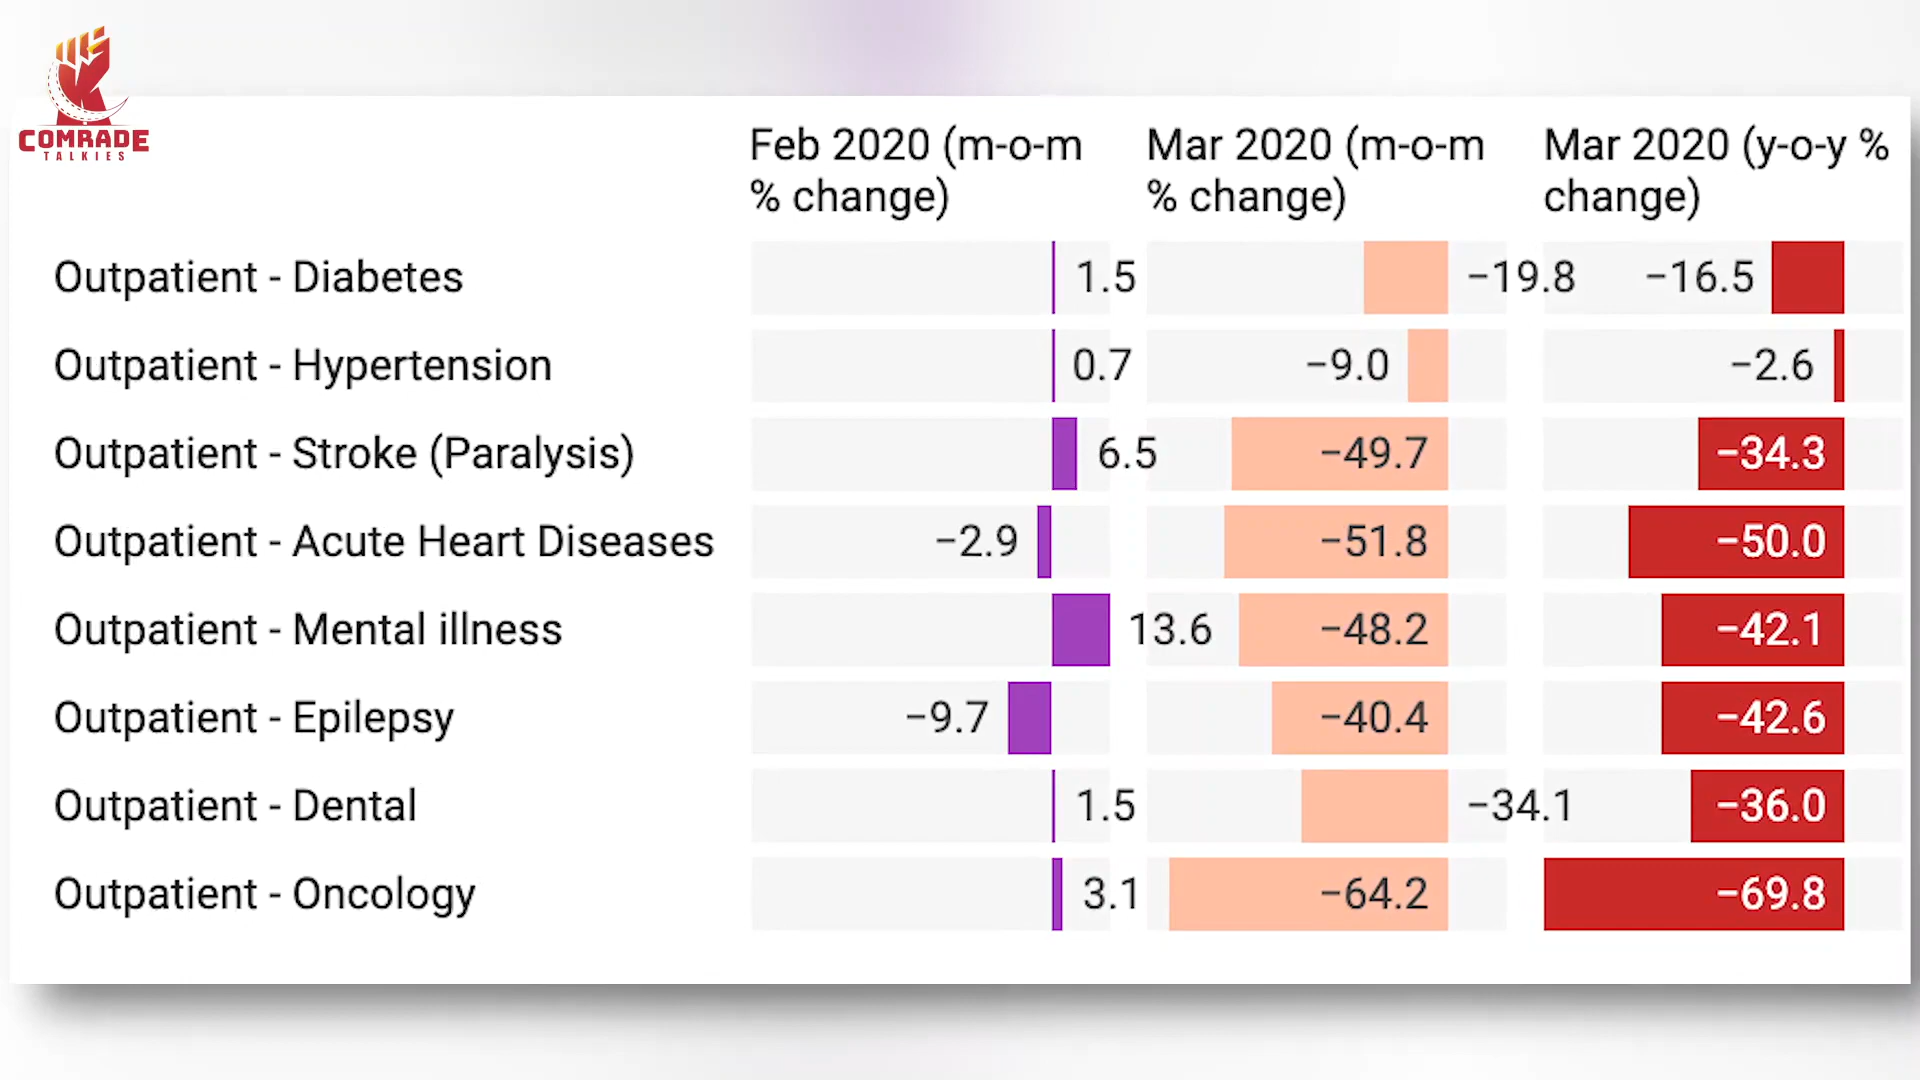 COMRADE
TALKIES
Feb 2020 (m-o-m % change) Mar 2020 (m-o-m % change) Mar 2020 (y-o-y % change)
Outpatient - Diabetes 1.5 −19.8 −16.5
Outpatient - Hypertension 0.7 −9.0 −2.6
Outpatient - Stroke (Paralysis) 6.5 −49.7 −34.3
Outpatient - Acute Heart Diseases −2.9 −51.8 −50.0
Outpatient - Mental illness 13.6 −48.2 −42.1
Outpatient - Epilepsy −9.7 −40.4 −42.6
Outpatient - Dental 1.5 −34.1 −36.0
Outpatient - Oncology 3.1 −64.2 −69.8